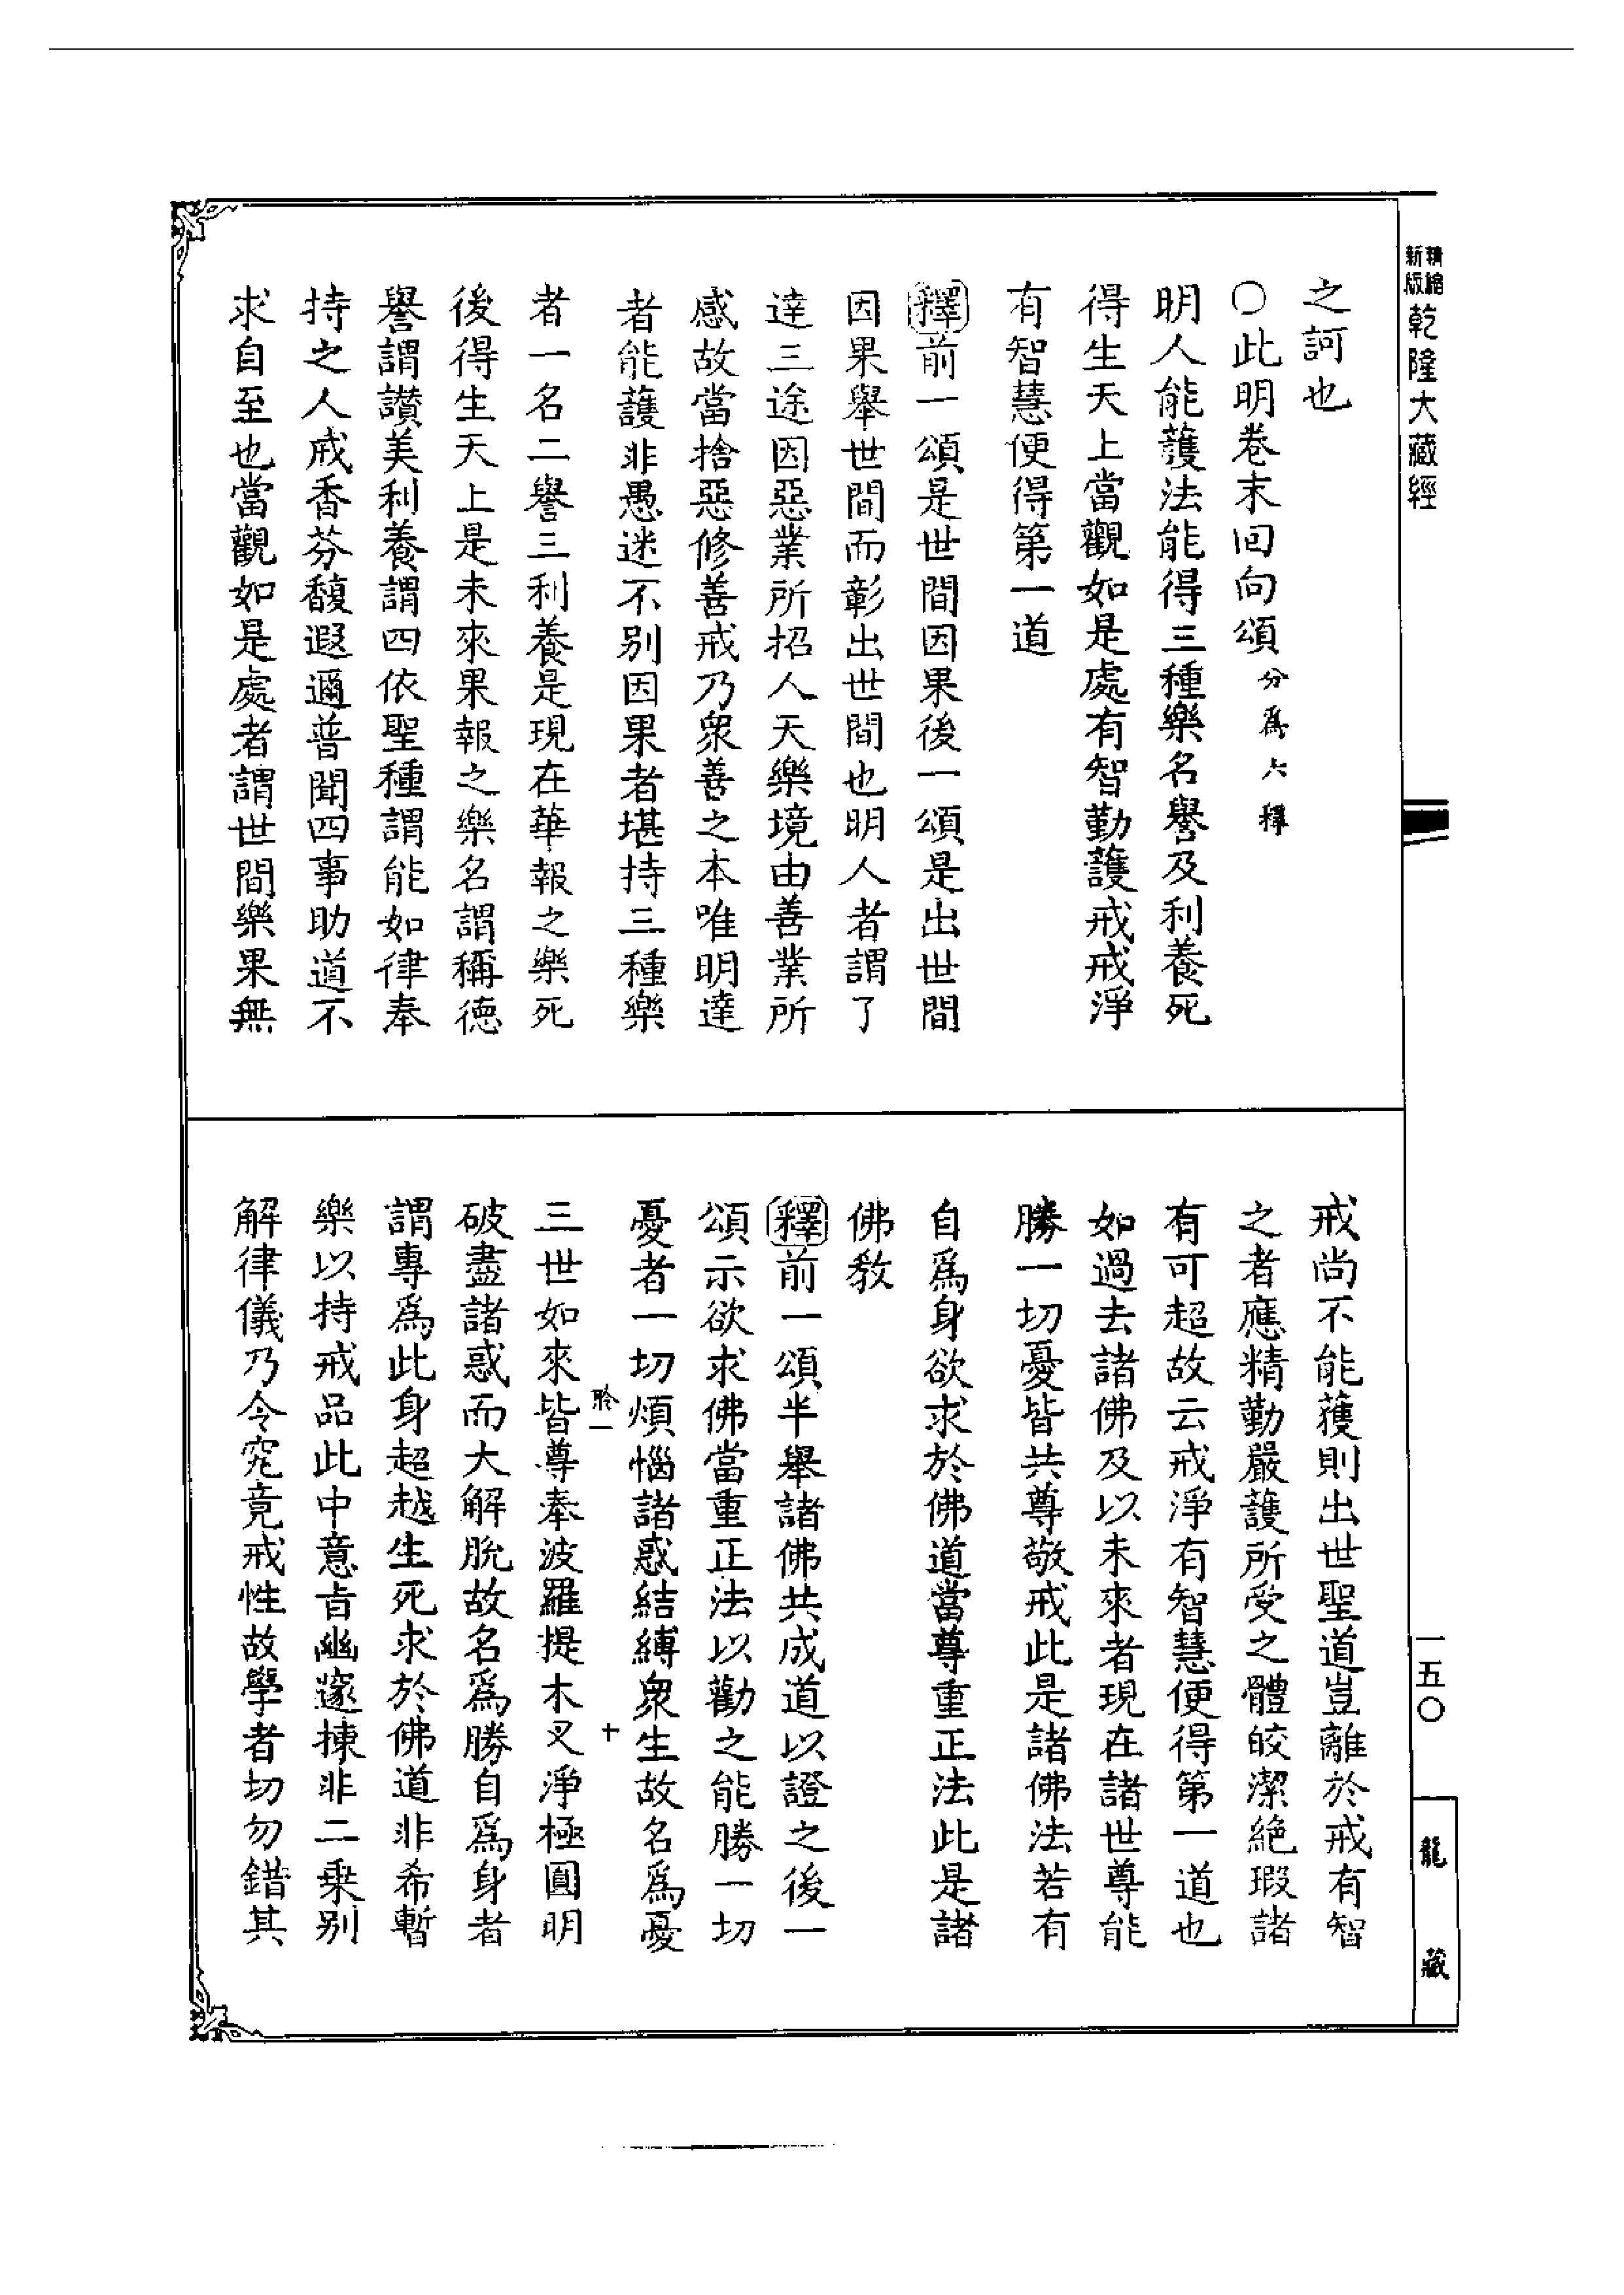 精縮新版乾隆大藏經
之訶也
○此明卷末回向頌分爲六釋
明人能護法能得三種樂名譽及利養死
得生天上當觀如是處有智勤護戒戒淨
有智慧便得第一道
釋前一頌是世間因果後一頌是出世間
因果舉世間而彰出世間也明人者謂了
達三途因惡業所招人天樂境由善業所
感故當捨惡修善戒乃衆善之本唯明達
者能護非愚迷不別因果者堪持三種樂
者一名二譽三利養是現在華報之樂死
後得生天上是未來果報之樂名謂稱德
譽謂讚美利養謂四依聖種謂能如律奉
持之人戒香芬馥遐邇普聞四事助道不
求自至也當觀如是處者謂世間樂果無
戒尚不能獲則出世聖道豈離於戒有智
之者應精勤嚴護所受之體皎潔絶瑕諸
有可超故云戒淨有智慧便得第一道也
如過去諸佛及以未來者現在諸世尊能
勝一切憂皆共尊敬戒此是諸佛法若有
自爲身欲求於佛道當尊重正法此是諸
佛教
釋前一頌半舉諸佛共成道以證之後一
頌示欲求佛當重正法以勸之能勝一切
憂者一切煩惱諸惑結縛衆生故名爲憂
聆一 十
三世如來皆尊奉波羅提木叉淨極圓明
破盡諸惑而大解脫故名爲勝自爲身者
謂專爲此身超越生死求於佛道非希暫
樂以持戒品此中意旨幽邃揀非二乘別
解律儀乃令究竟戒性故學者切勿錯其
一五〇
龍藏